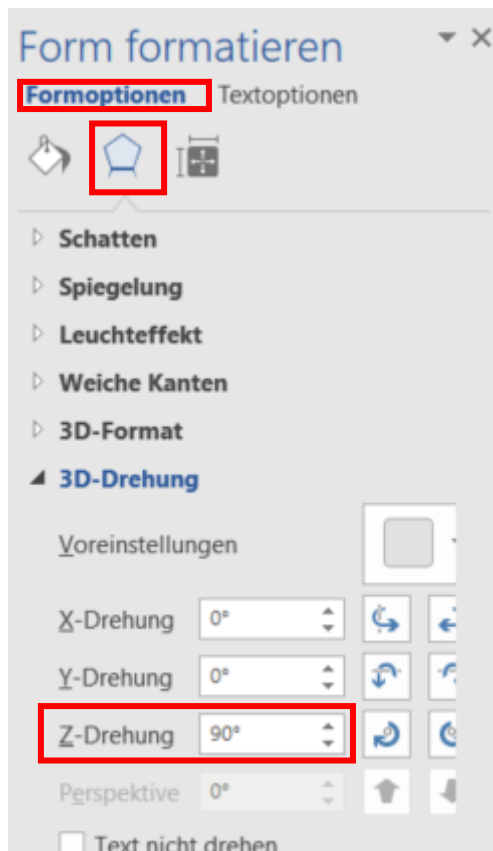 Form formatieren
Formoptionen Textoptionen
Schatten
Spiegelung
Leuchteffekt
Weiche Kanten
3D-Format
3D-Drehung
Voreinstellungen
X-Drehung 0°
Y-Drehung 0°
Z-Drehung 90°
Perspektive 0°
Text nicht drehen